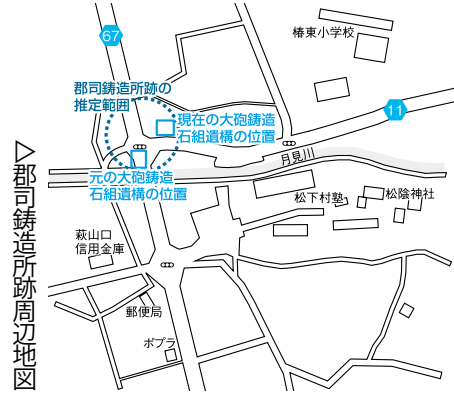 ▷郡司鋳造所跡周辺地図
67
椿東小学校
郡司鋳造所跡の
推定範囲
現在の大砲鋳造
石組遺構の位置
11
月見川
元の大砲鋳造
石組遺構の位置
松下村塾
松陰神社
萩山口
信用金庫
郵便局
ポプラ